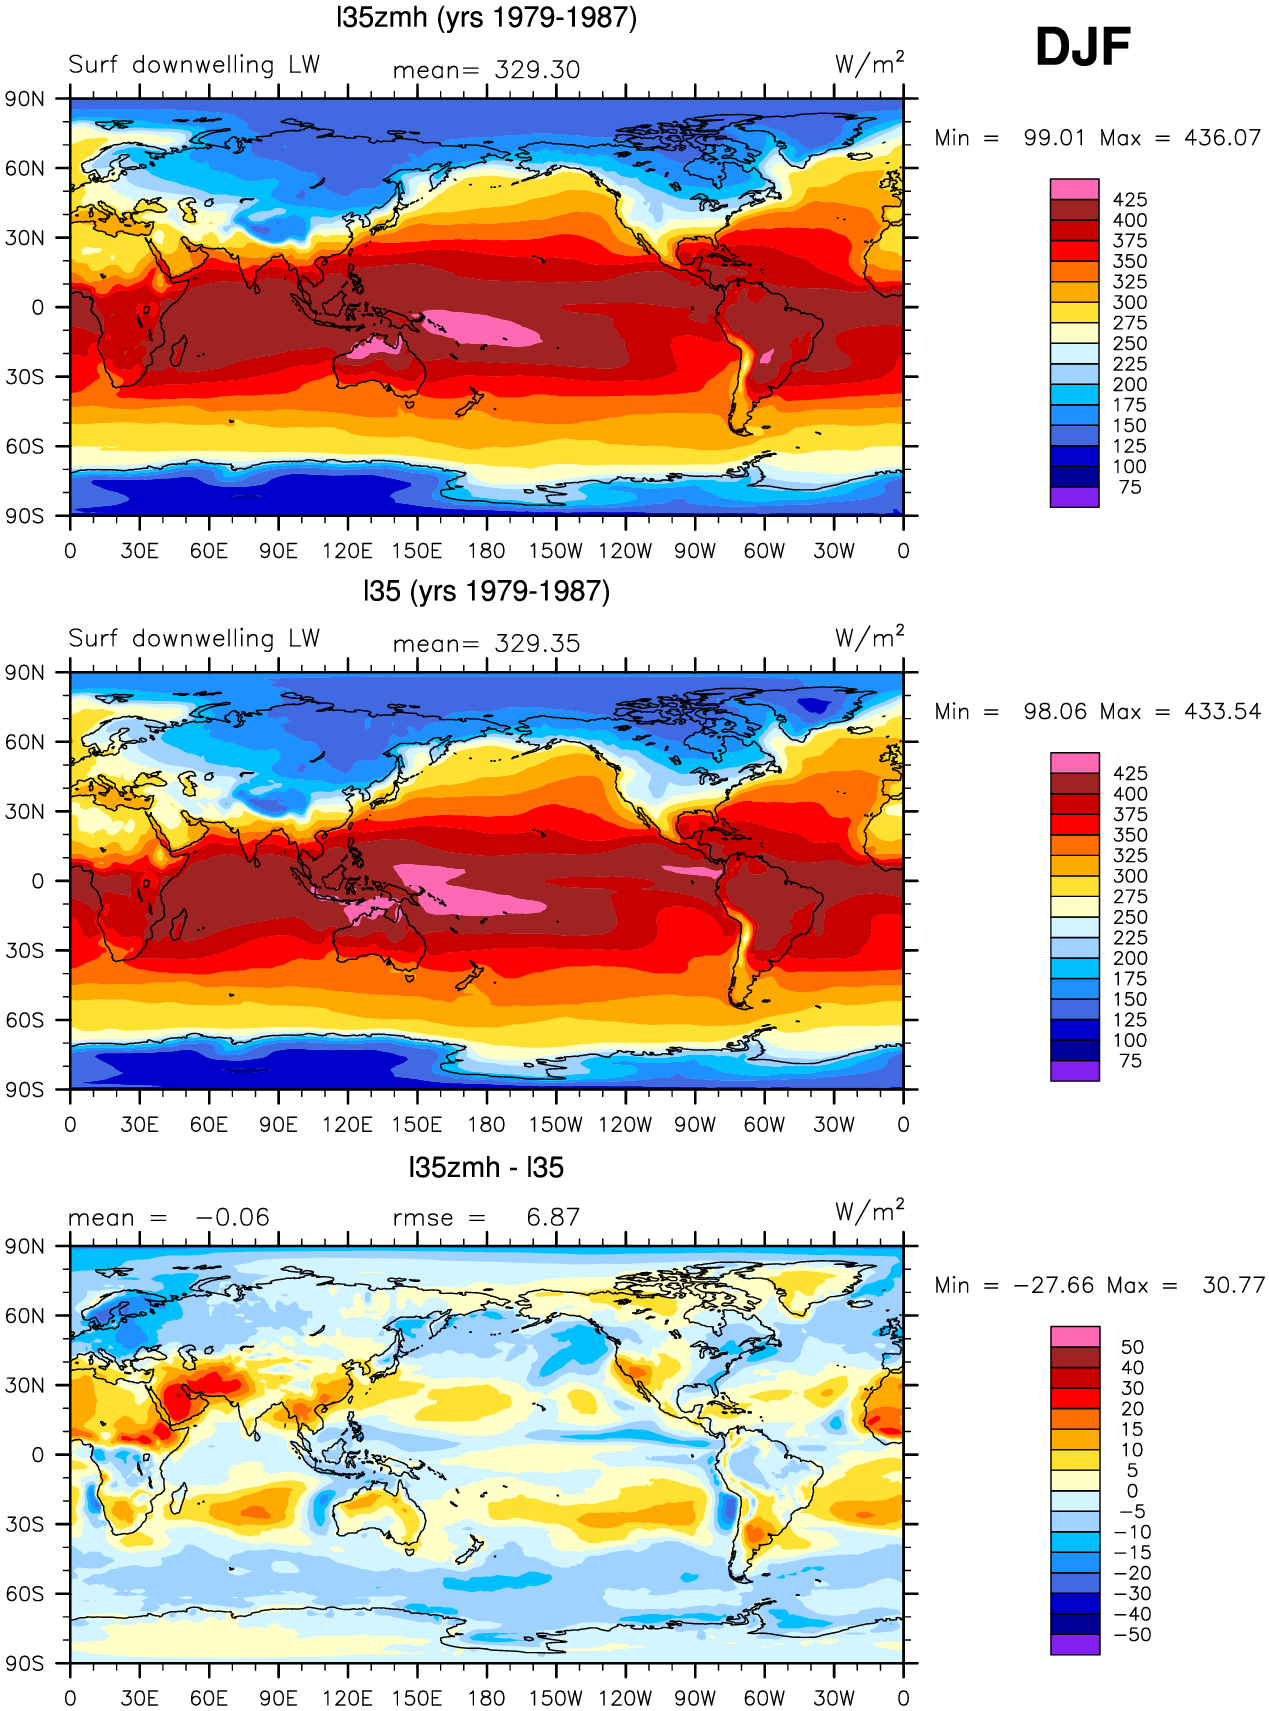 l35zmh (yrs 1979-1987)
DJF
Surf downwelling LW mean= 329.30 W/m²
Min = 99.01 Max = 436.07
90N
60N
30N
0
30S
60S
90S
0 30E 60E 90E 120E 150E 180 150W 120W 90W 60W 30W 0
425
400
375
350
325
300
275
250
225
200
175
150
125
100
75
l35 (yrs 1979-1987)
Surf downwelling LW mean= 329.35 W/m²
Min = 98.06 Max = 433.54
90N
60N
30N
0
30S
60S
90S
0 30E 60E 90E 120E 150E 180 150W 120W 90W 60W 30W 0
425
400
375
350
325
300
275
250
225
200
175
150
125
100
75
l35zmh - l35
mean = −0.06 rmse = 6.87 W/m²
Min = −27.66 Max = 30.77
90N
60N
30N
0
30S
60S
90S
0 30E 60E 90E 120E 150E 180 150W 120W 90W 60W 30W 0
50
40
30
20
15
10
5
0
−5
−10
−15
−20
−30
−40
−50